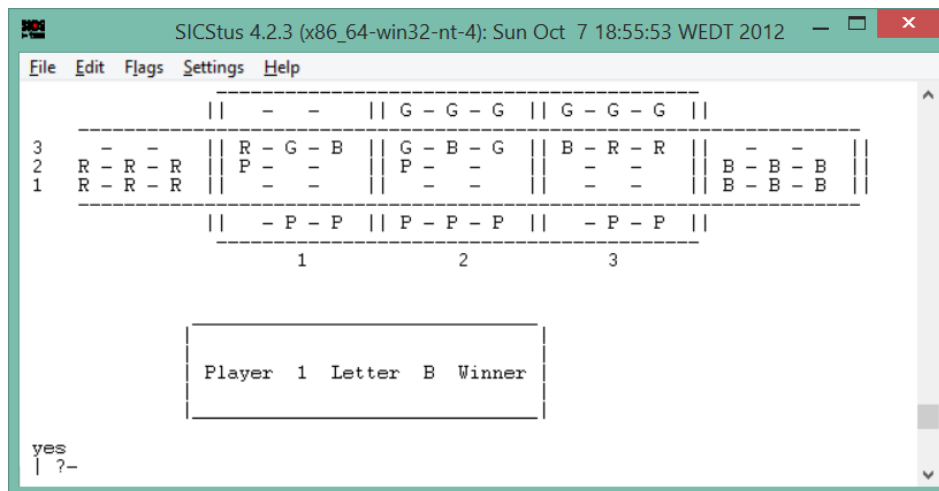 SICStus 4.2.3 (x86_64-win32-nt-4): Sun Oct 7 18:55:53 WEDT 2012
File Edit Flags Settings Help
-----------------------------------------
|| - - || G - G - G || G - G - G ||
------------------------------------------------------------------
3 - - || R - G - B || G - B - G || B - R - R || - - ||
2 R - R - R || P - - || P - - || - - || B - B - B ||
1 R - R - R || - - || - - || - - || B - B - B ||
------------------------------------------------------------------
|| - P - P || P - P - P || - P - P ||
-----------------------------------------
1 2 3
Player 1 Letter B Winner
yes
| ?-